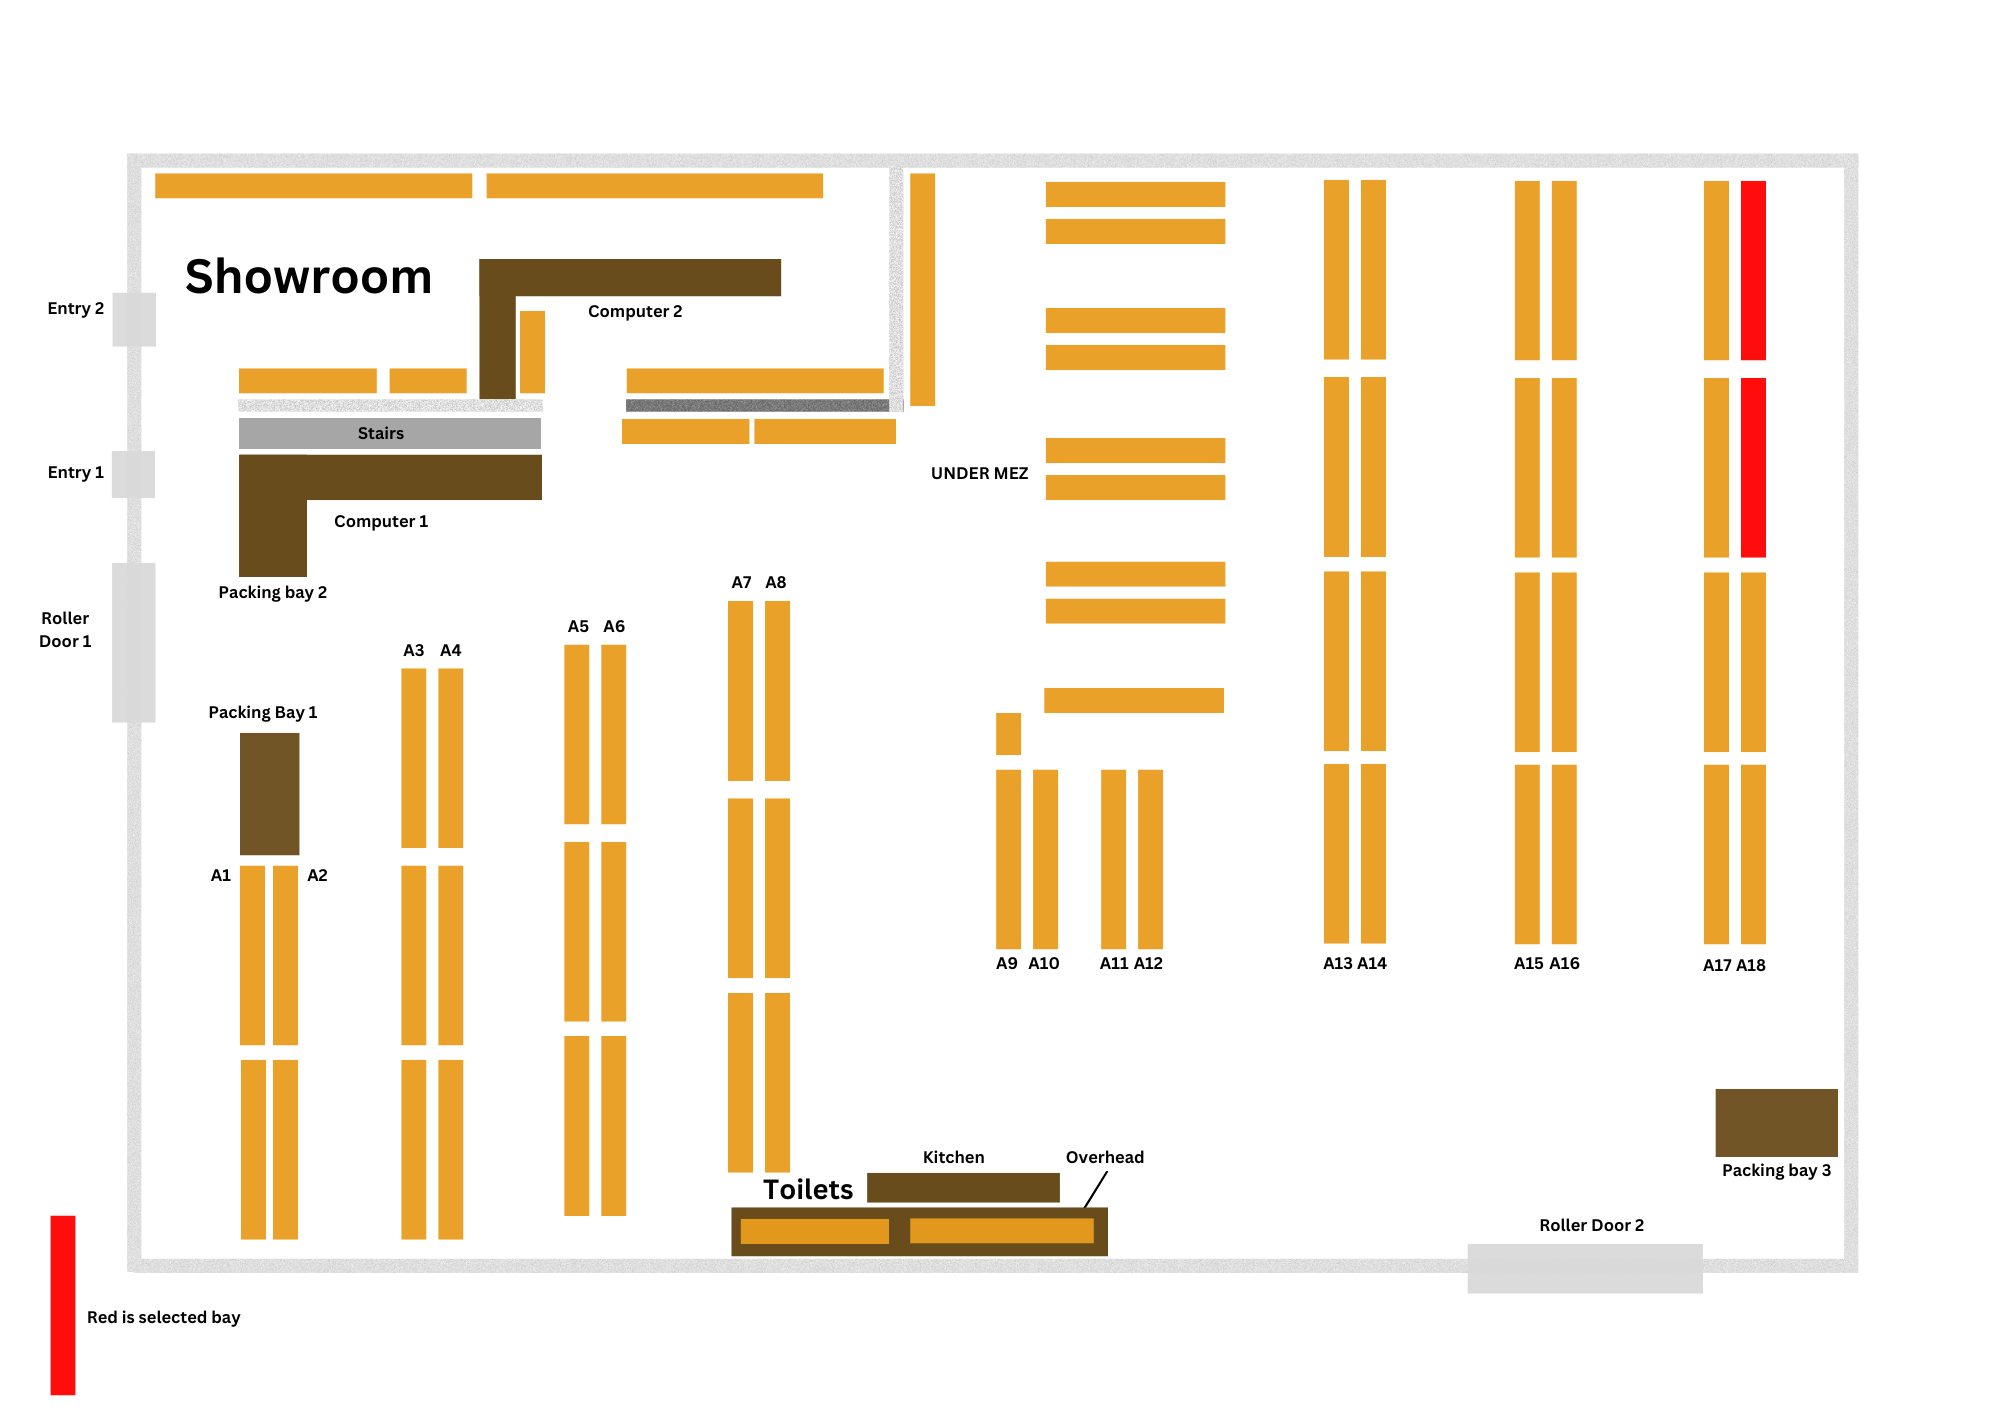 Showroom
Entry 2
Computer 2
Stairs
Entry 1
UNDER MEZ
Computer 1
Packing bay 2
A7 A8
Roller
Door 1
A5 A6
A3 A4
Packing Bay 1
A1 A2
A9 A10 A11 A12 A13 A14 A15 A16 A17 A18
Kitchen
Overhead
Packing bay 3
Toilets
Roller Door 2
Red is selected bay